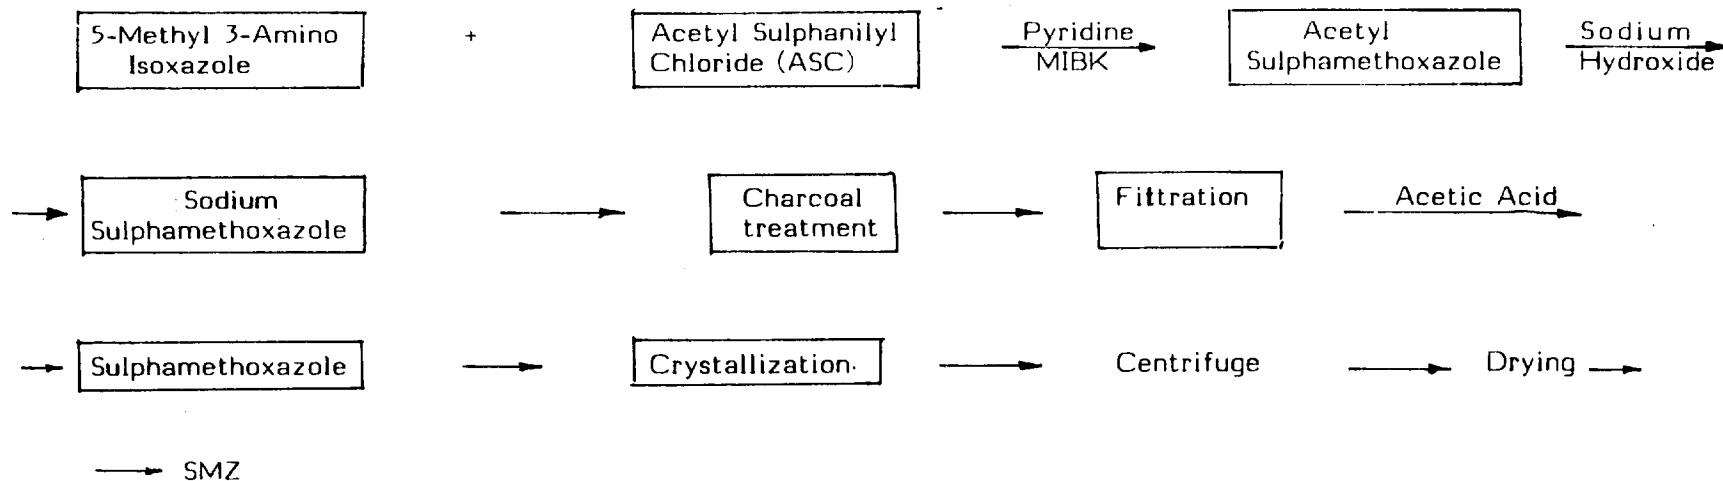 5-Methyl 3-Amino
Isoxazole
+
Acetyl Sulphanilyl
Chloride (ASC)
Pyridine
MIBK
Acetyl
Sulphamethoxazole
Sodium
Hydroxide
Sodium
Sulphamethoxazole
Charcoal
treatment
Filtration
Acetic Acid
Sulphamethoxazole
Crystallization.
Centrifuge
Drying
SMZ